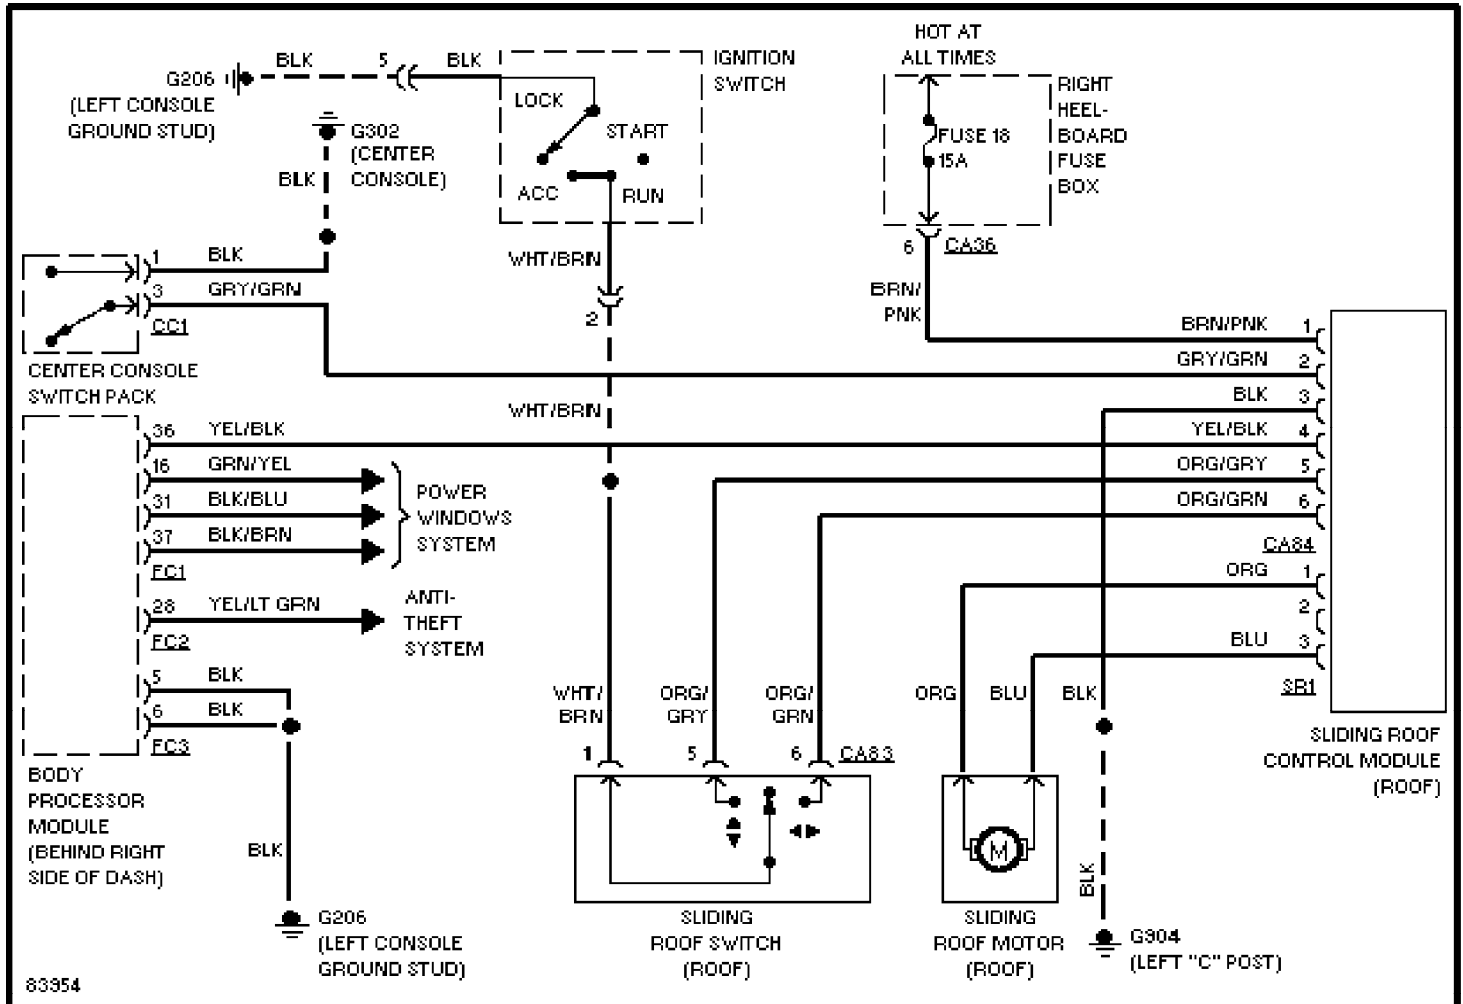 HOT AT
ALL TIMES
BLK 5 BLK
IGNITION
SWITCH
G206
(LEFT CONSOLE
GROUND STUD)
LOCK
START
ACC
RUN
RIGHT
HEEL-
BOARD
FUSE
BOX
FUSE 18
15A
G302
(CENTER
CONSOLE)
BLK
6 CA36
WHT/BRN
2
BRN/
PNK
1 BLK
3 GRY/GRN
CC1
CENTER CONSOLE
SWITCH PACK
BRN/PNK 1
GRY/GRN 2
BLK 3
YEL/BLK 4
ORG/GRY 5
ORG/GRN 6
CA84
ORG 1
2
BLU 3
SR1
WHT/BRN
36 YEL/BLK
16 GRN/YEL
31 BLK/BLU
37 BLK/BRN
FC1
POWER
WINDOWS
SYSTEM
28 YEL/LT GRN
FC2
ANTI-
THEFT
SYSTEM
5 BLK
6 BLK
FC3
WHT/
BRN
ORG/
GRY
ORG/
GRN
ORG BLU BLK
1 5 6 CA83
SLIDING ROOF
CONTROL MODULE
(ROOF)
BODY
PROCESSOR
MODULE
(BEHIND RIGHT
SIDE OF DASH)
BLK
M
BLK
G206
(LEFT CONSOLE
GROUND STUD)
SLIDING
ROOF SWITCH
(ROOF)
SLIDING
ROOF MOTOR
(ROOF)
G904
(LEFT "C" POST)
83954